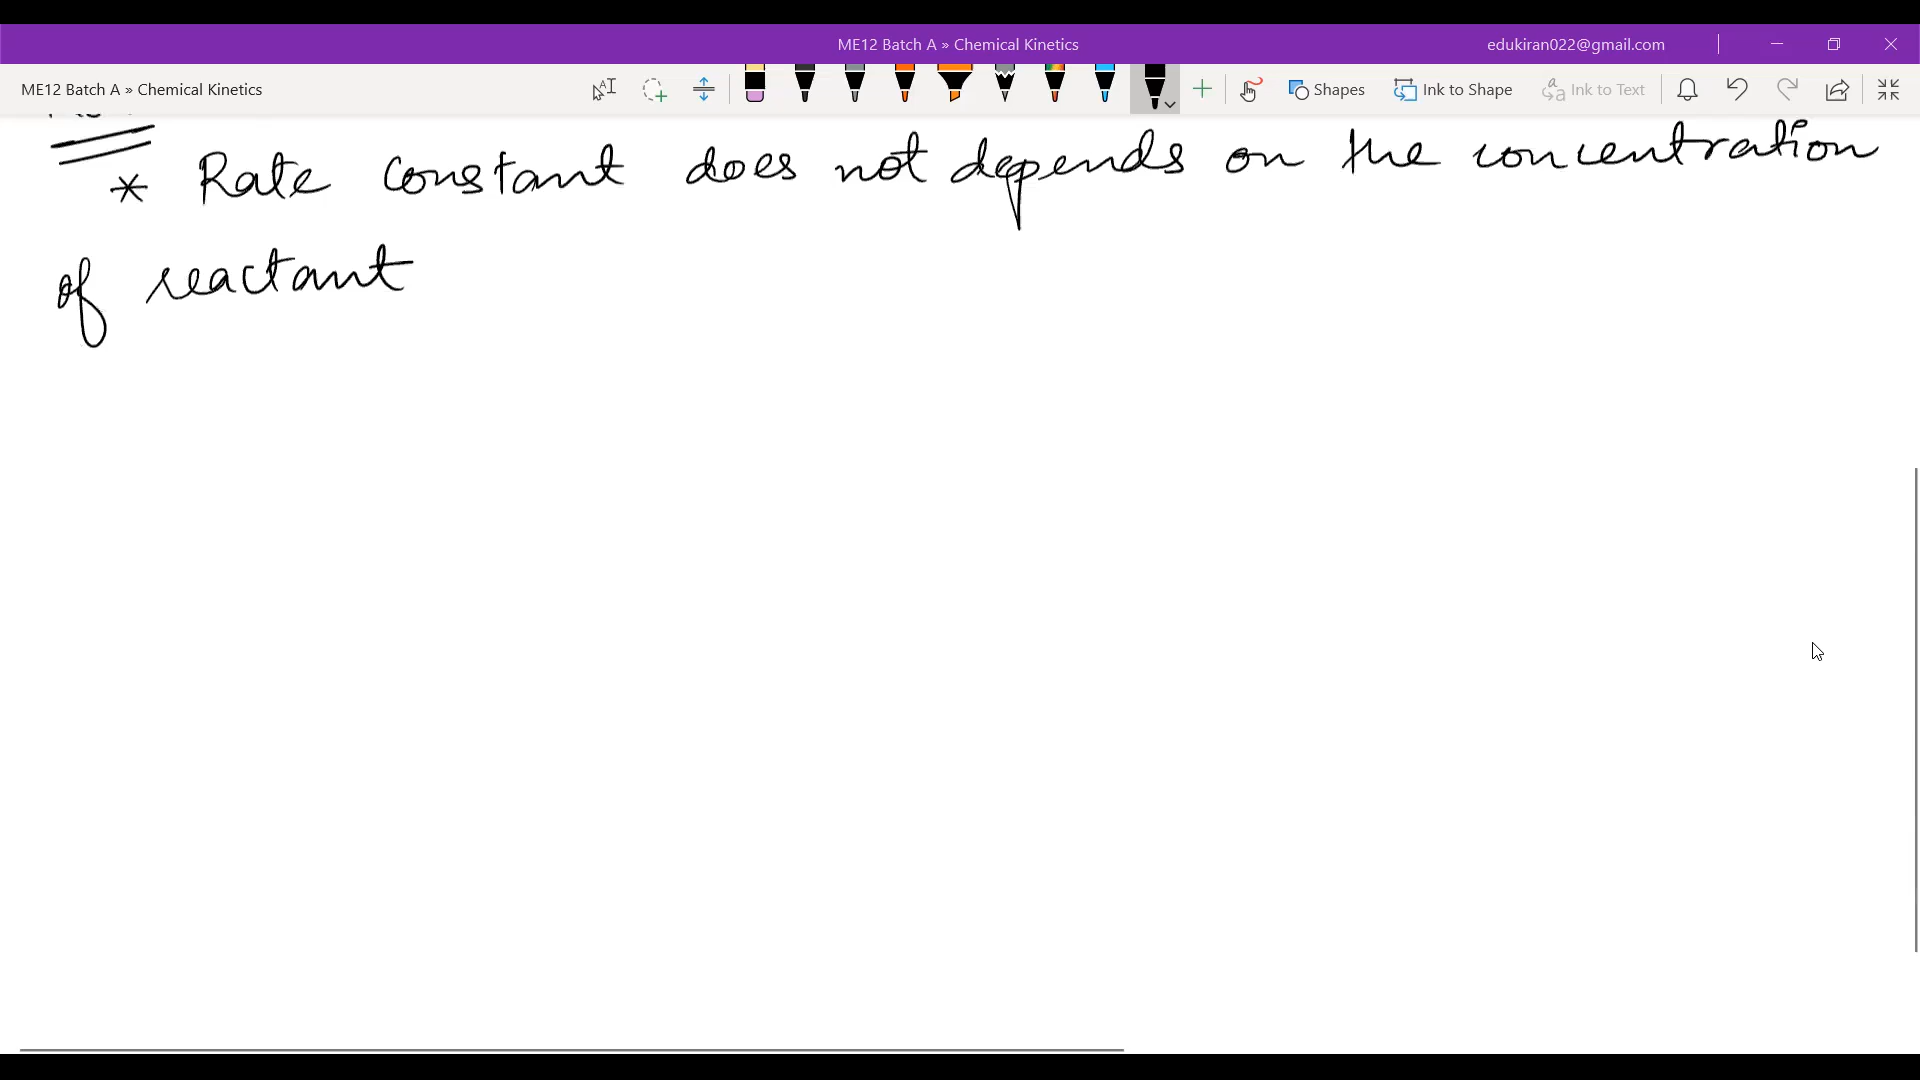 ME12 Batch A » Chemical Kinetics
edukiran022@gmail.com
ME12 Batch A » Chemical Kinetics
Shapes
Ink to Shape
Ink to Text
* Rate constant does not depends on the concentration
of reactant